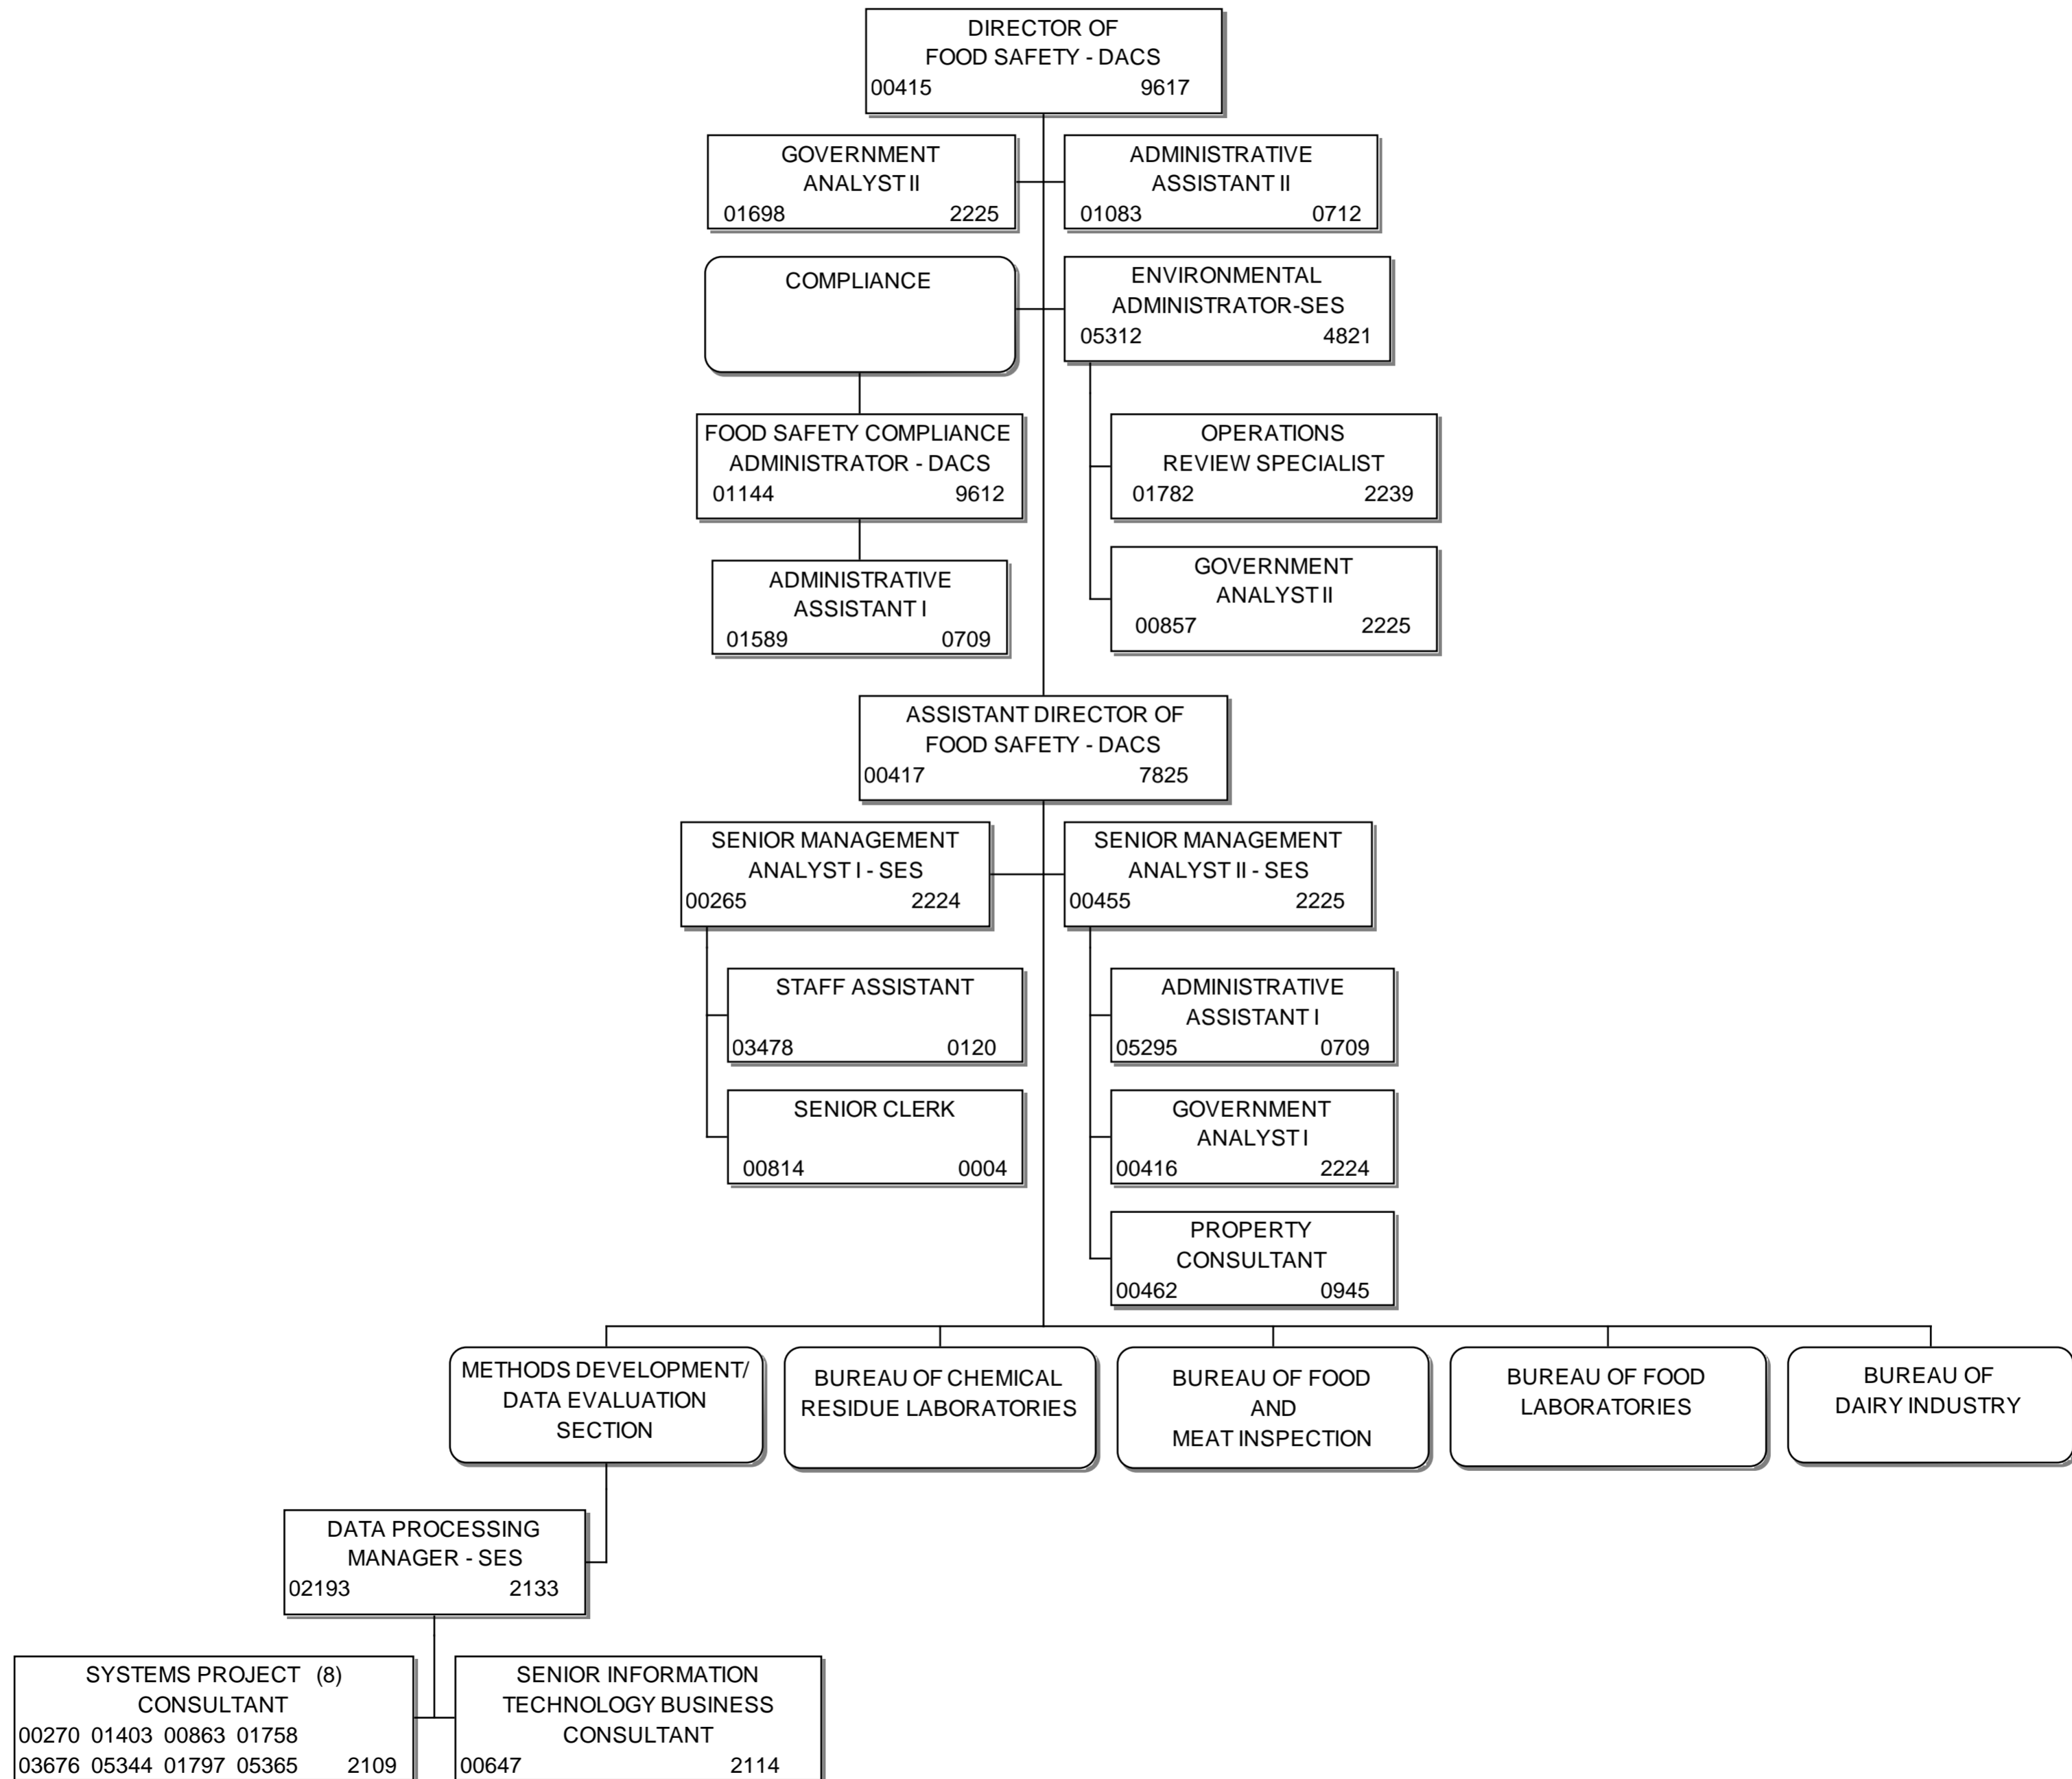 DIRECTOR OF
FOOD SAFETY - DACS
00415 9617
GOVERNMENT
ANALYST II
01698 2225
ADMINISTRATIVE
ASSISTANT II
01083 0712
COMPLIANCE
ENVIRONMENTAL
ADMINISTRATOR-SES
05312 4821
FOOD SAFETY COMPLIANCE
ADMINISTRATOR - DACS
01144 9612
OPERATIONS
REVIEW SPECIALIST
01782 2239
ADMINISTRATIVE
ASSISTANT I
01589 0709
GOVERNMENT
ANALYST II
00857 2225
ASSISTANT DIRECTOR OF
FOOD SAFETY - DACS
00417 7825
SENIOR MANAGEMENT
ANALYST I - SES
00265 2224
SENIOR MANAGEMENT
ANALYST II - SES
00455 2225
STAFF ASSISTANT
03478 0120
ADMINISTRATIVE
ASSISTANT I
05295 0709
SENIOR CLERK
00814 0004
GOVERNMENT
ANALYST I
00416 2224
PROPERTY
CONSULTANT
00462 0945
METHODS DEVELOPMENT/
DATA EVALUATION
SECTION
BUREAU OF CHEMICAL
RESIDUE LABORATORIES
BUREAU OF FOOD
AND
MEAT INSPECTION
BUREAU OF FOOD
LABORATORIES
BUREAU OF
DAIRY INDUSTRY
DATA PROCESSING
MANAGER - SES
02193 2133
SYSTEMS PROJECT (8)
CONSULTANT
00270 01403 00863 01758
03676 05344 01797 05365 2109
SENIOR INFORMATION
TECHNOLOGY BUSINESS
CONSULTANT
00647 2114